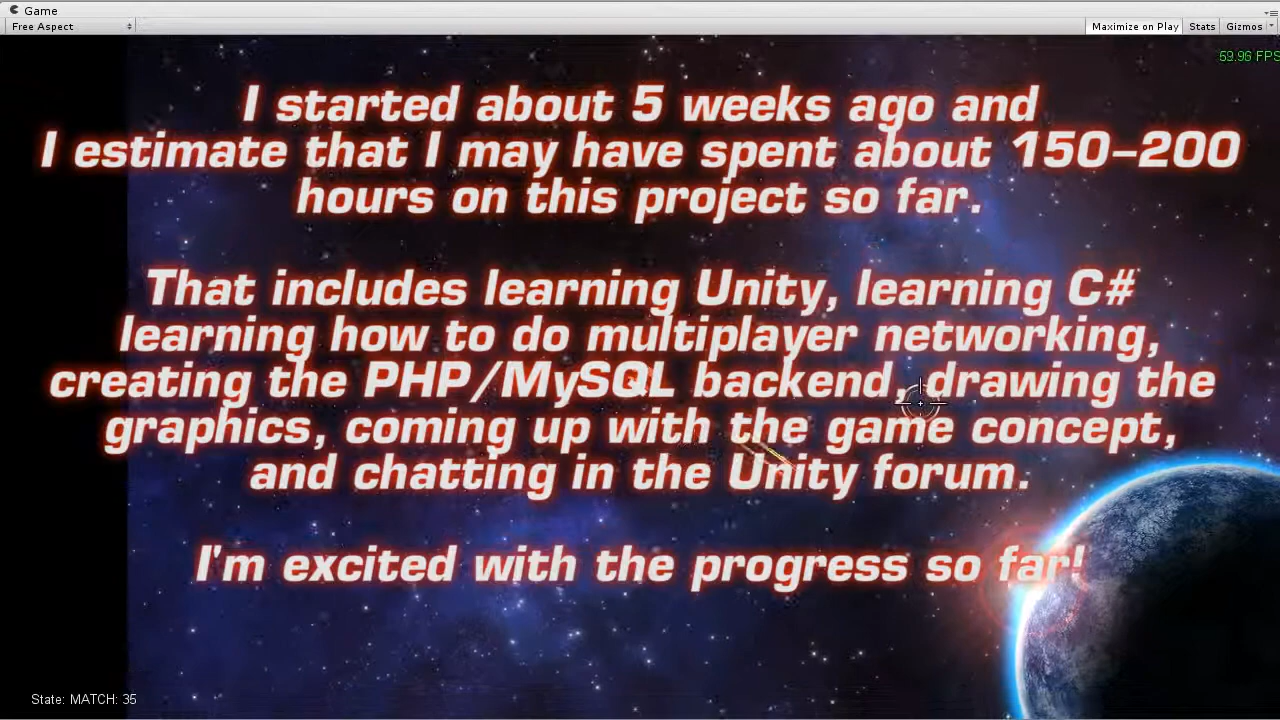 Game
Free Aspect
Maximize on Play
Stats
Gizmos
59.96 FPS
I started about 5 weeks ago and
I estimate that I may have spent about 150-200
hours on this project so far.
That includes learning Unity, learning C#
learning how to do multiplayer networking,
creating the PHP/MySQL backend, drawing the
graphics, coming up with the game concept,
and chatting in the Unity forum.
I'm excited with the progress so far!
State: MATCH: 35